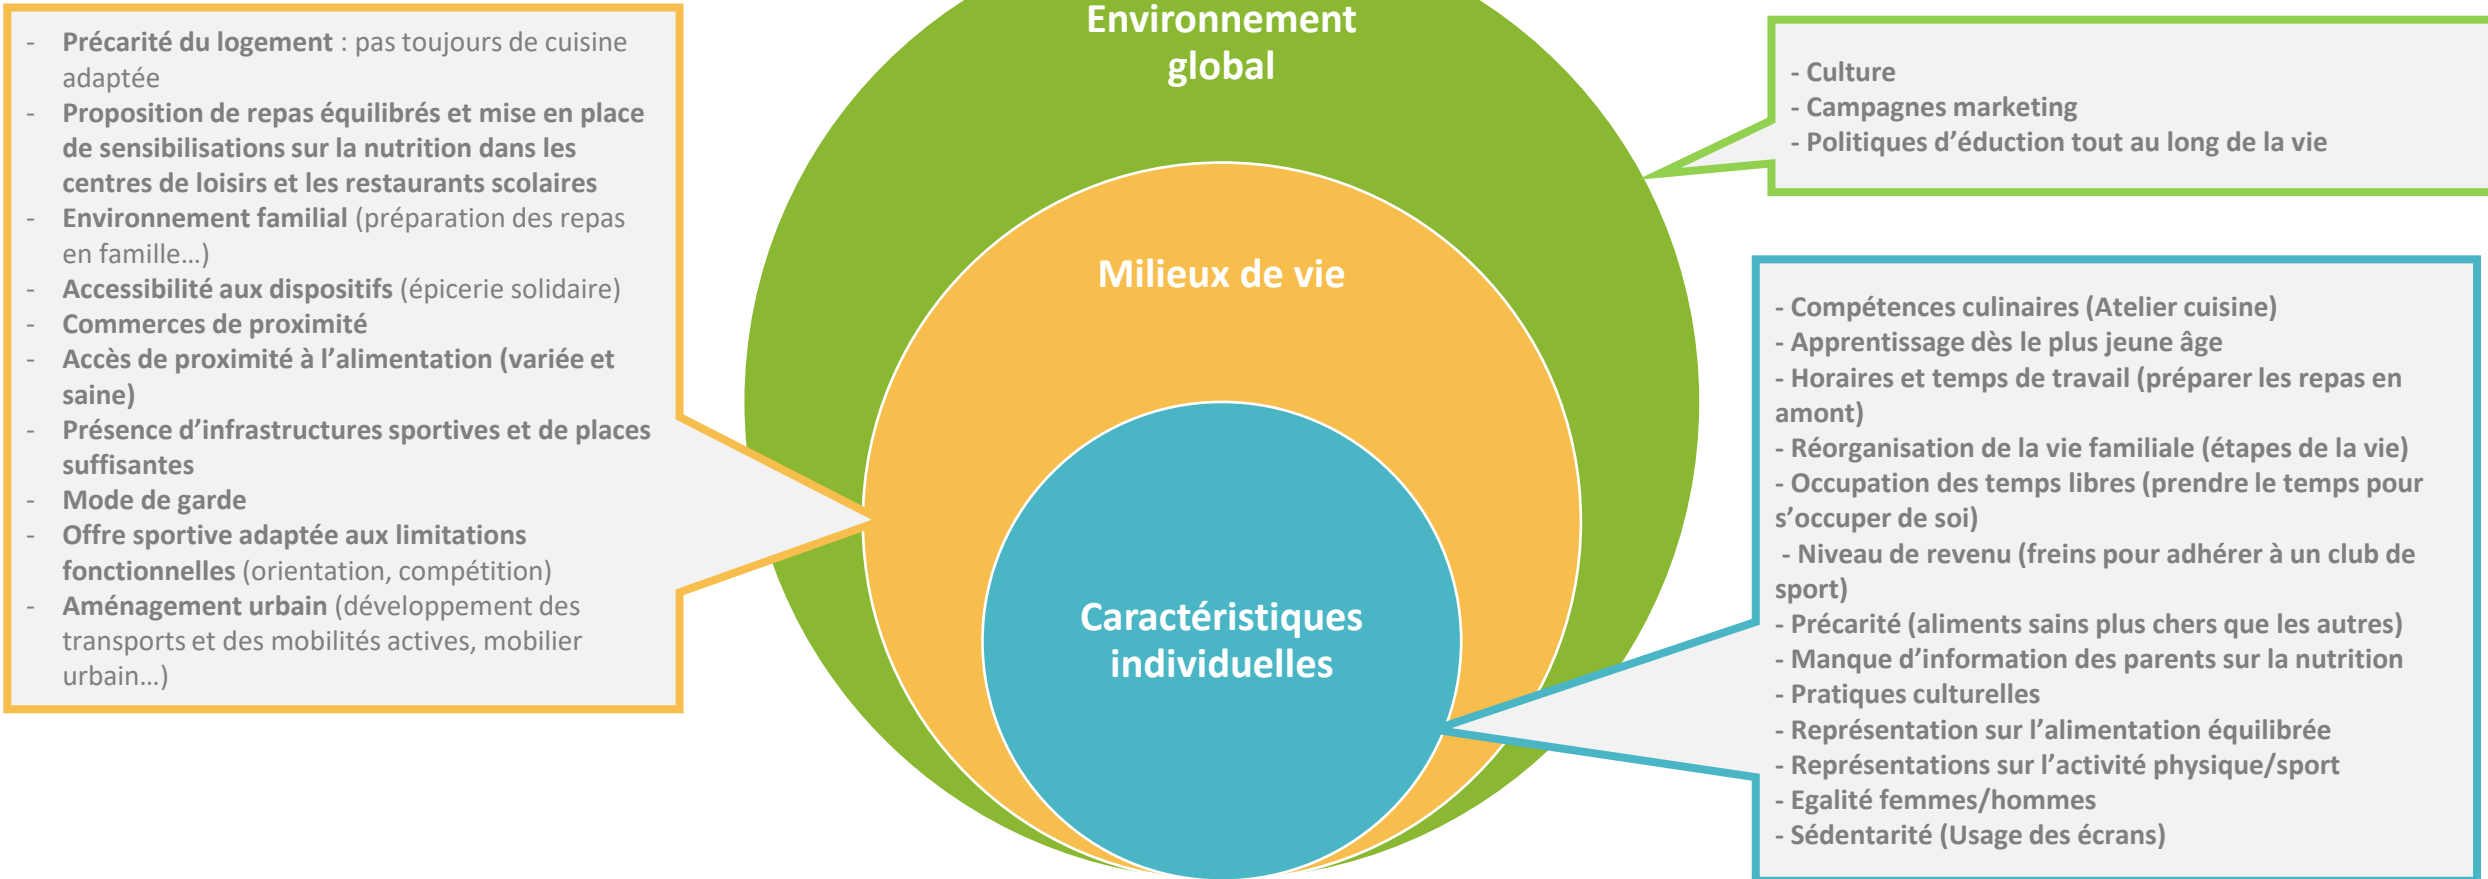 - Précarité du logement : pas toujours de cuisine
adaptée
- Proposition de repas équilibrés et mise en place
de sensibilisations sur la nutrition dans les
centres de loisirs et les restaurants scolaires
- Environnement familial (préparation des repas
en famille...)
- Accessibilité aux dispositifs (épicerie solidaire)
- Commerces de proximité
- Accès de proximité à l'alimentation (variée et
saine)
- Présence d'infrastructures sportives et de places
suffisantes
- Mode de garde
- Offre sportive adaptée aux limitations
fonctionnelles (orientation, compétition)
- Aménagement urbain (développement des
transports et des mobilités actives, mobilier
urbain...)
Environnement
global
Milieux de vie
Caractéristiques
individuelles
- Culture
- Campagnes marketing
- Politiques d'éduction tout au long de la vie
- Compétences culinaires (Atelier cuisine)
- Apprentissage dès le plus jeune âge
- Horaires et temps de travail (préparer les repas en
amont)
- Réorganisation de la vie familiale (étapes de la vie)
- Occupation des temps libres (prendre le temps pour
s'occuper de soi)
- Niveau de revenu (freins pour adhérer à un club de
sport)
- Précarité (aliments sains plus chers que les autres)
- Manque d'information des parents sur la nutrition
- Pratiques culturelles
- Représentation sur l'alimentation équilibrée
- Représentations sur l'activité physique/sport
- Egalité femmes/hommes
- Sédentarité (Usage des écrans)